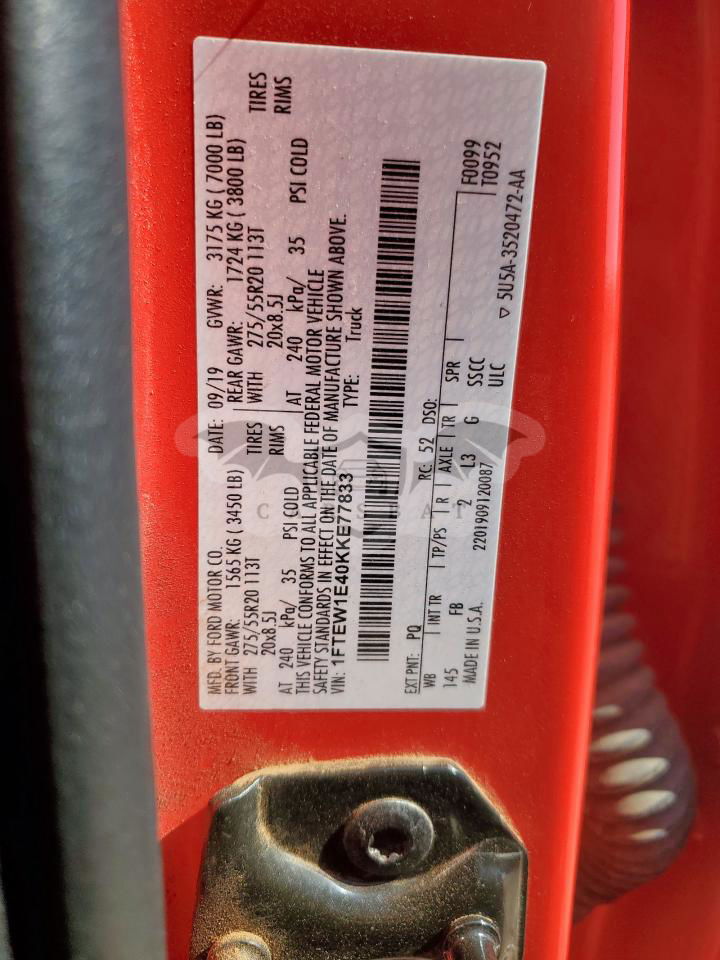 MFD. BY FORD MOTOR CO. DATE: 09/19 GVWR: 3175 KG ( 7000 LB)
FRONT GAWR: 1565 KG ( 3450 LB) REAR GAWR: 1724 KG ( 3800 LB)
WITH 275/55R20 113T TIRES WITH 275/55R20 113T TIRES
20x8.5J RIMS 20x8.5J RIMS
AT 240 kPa/ 35 PSI COLD AT 240 kPa/ 35 PSI COLD
THIS VEHICLE CONFORMS TO ALL APPLICABLE FEDERAL MOTOR VEHICLE
SAFETY STANDARDS IN EFFECT ON THE DATE OF MANUFACTURE SHOWN ABOVE.
VIN: 1FTEW1E40KKE77833 TYPE: Truck
EXT PNT: PQ RC: 52 DSO: F0099
WB INT TR TP/PS R AXLE TR SPR T0952
145 FB 2 L3 G SSCC
MADE IN U.S.A. 2201909120087 ULC ▽ 5U5A-3520472-AA